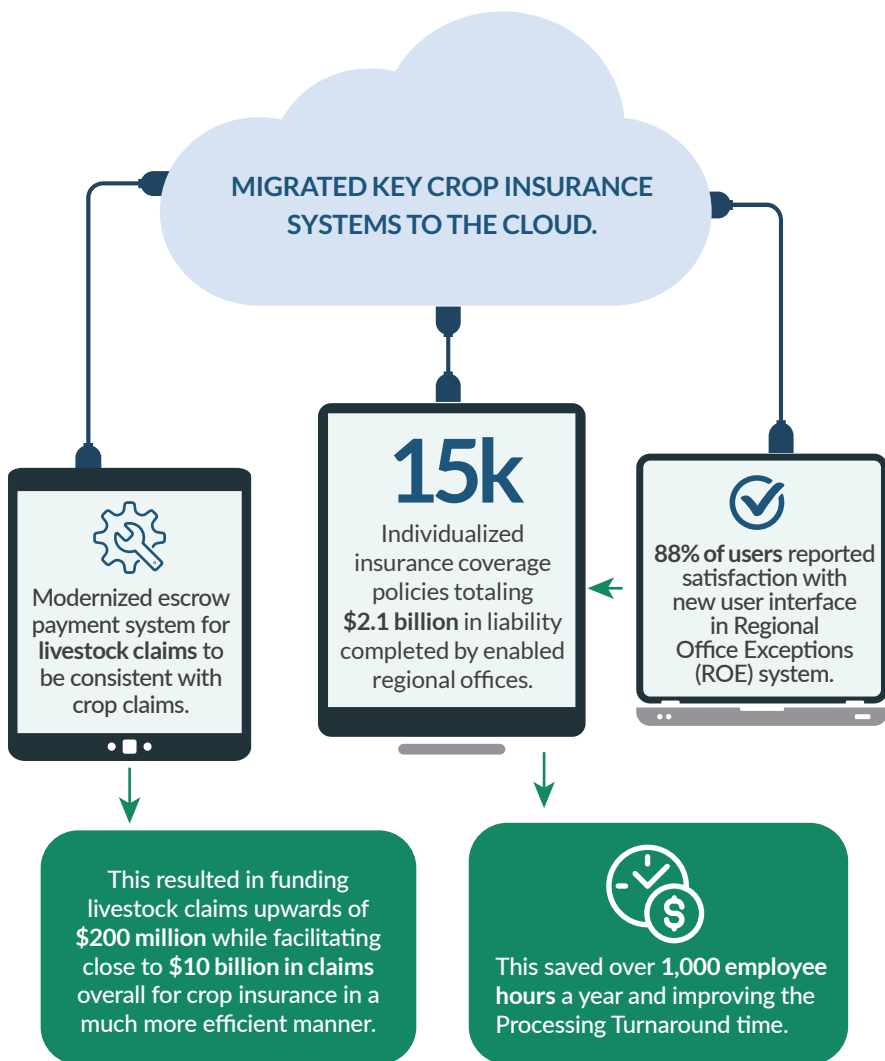 MIGRATED KEY CROP INSURANCE
SYSTEMS TO THE CLOUD.
Modernized escrow
payment system for
livestock claims to
be consistent with
crop claims.
15k
Individualized
insurance coverage
policies totaling
$2.1 billion in liability
completed by enabled
regional offices.
88% of users reported
satisfaction with
new user interface
in Regional
Office Exceptions
(ROE) system.
This resulted in funding
livestock claims upwards of
$200 million while facilitating
close to $10 billion in claims
overall for crop insurance in a
much more efficient manner.
$
This saved over 1,000 employee
hours a year and improving the
Processing Turnaround time.